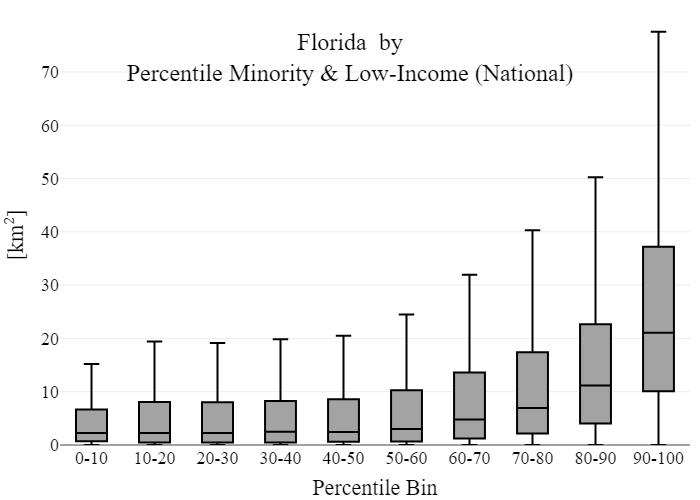 Florida  by
Percentile Minority & Low-Income (National)
70
60
50
40
30
20
10
0
[km²]
0-10 10-20 20-30 30-40 40-50 50-60 60-70 70-80 80-90 90-100
Percentile Bin